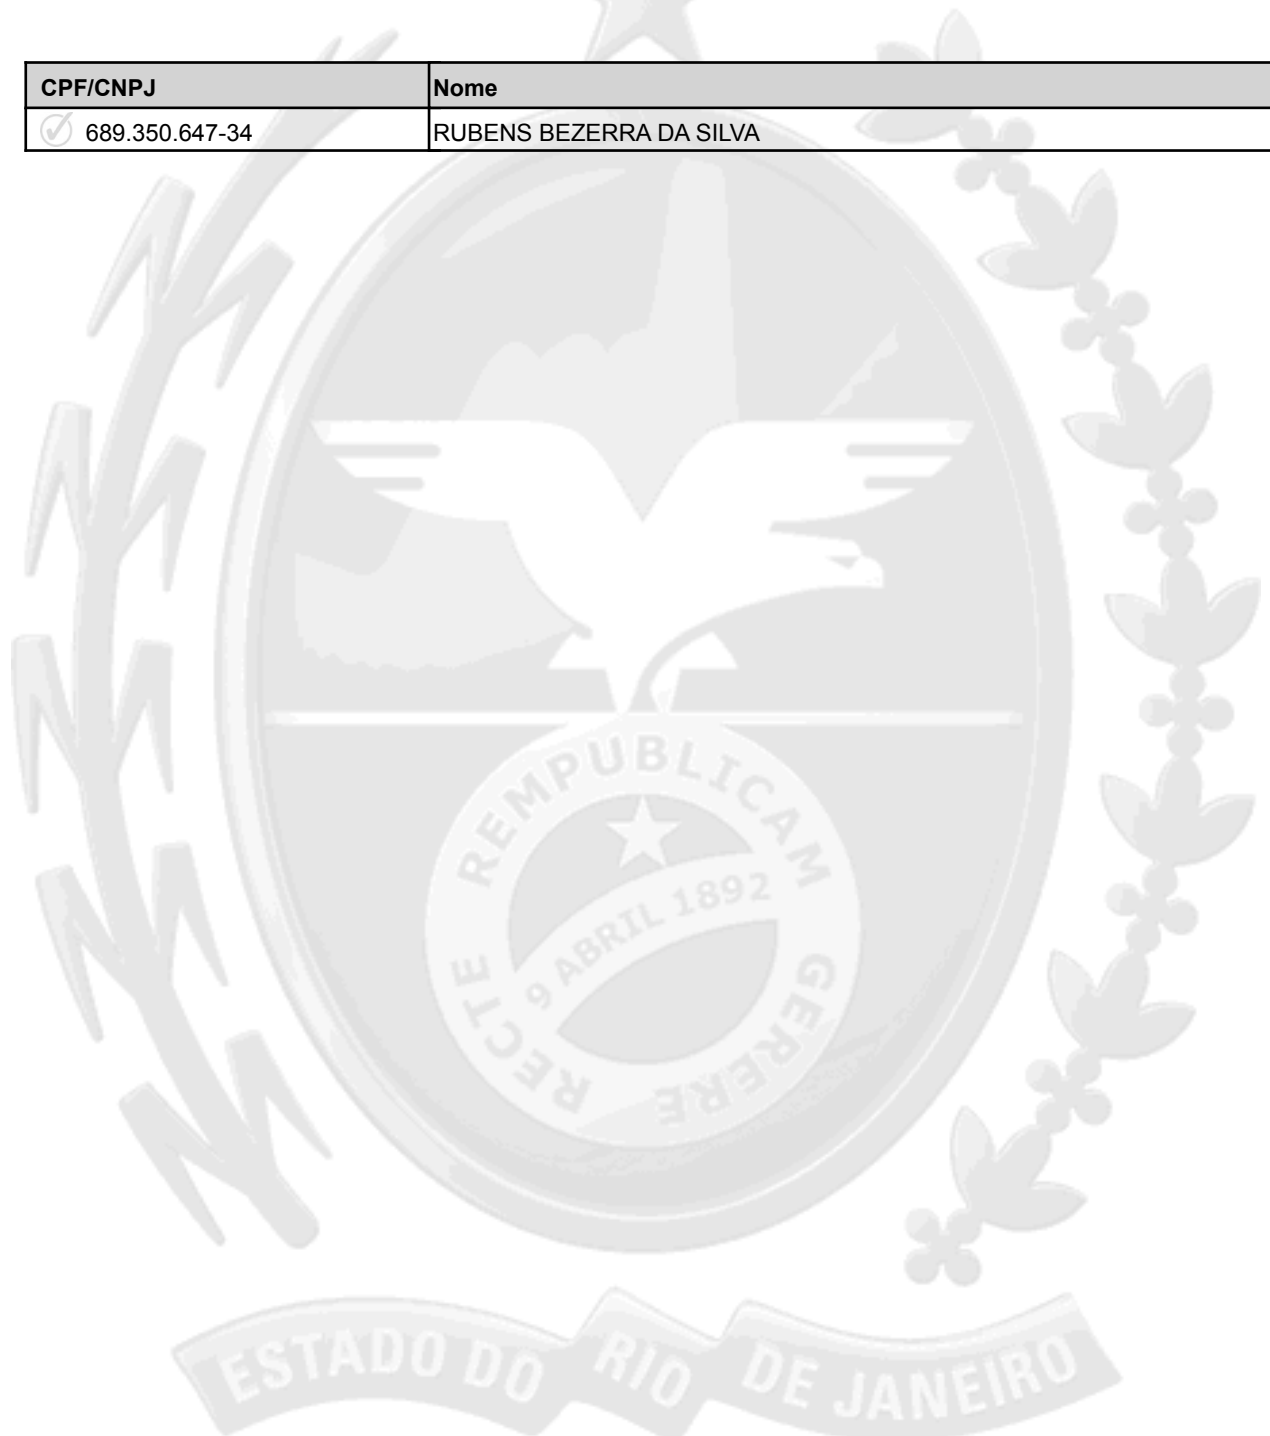 CPF/CNPJ Nome
689.350.647-34 RUBENS BEZERRA DA SILVA
REMPUBLICAM
9 ABRIL 1892
RECTE GERERE
ESTADO DO RIO DE JANEIRO